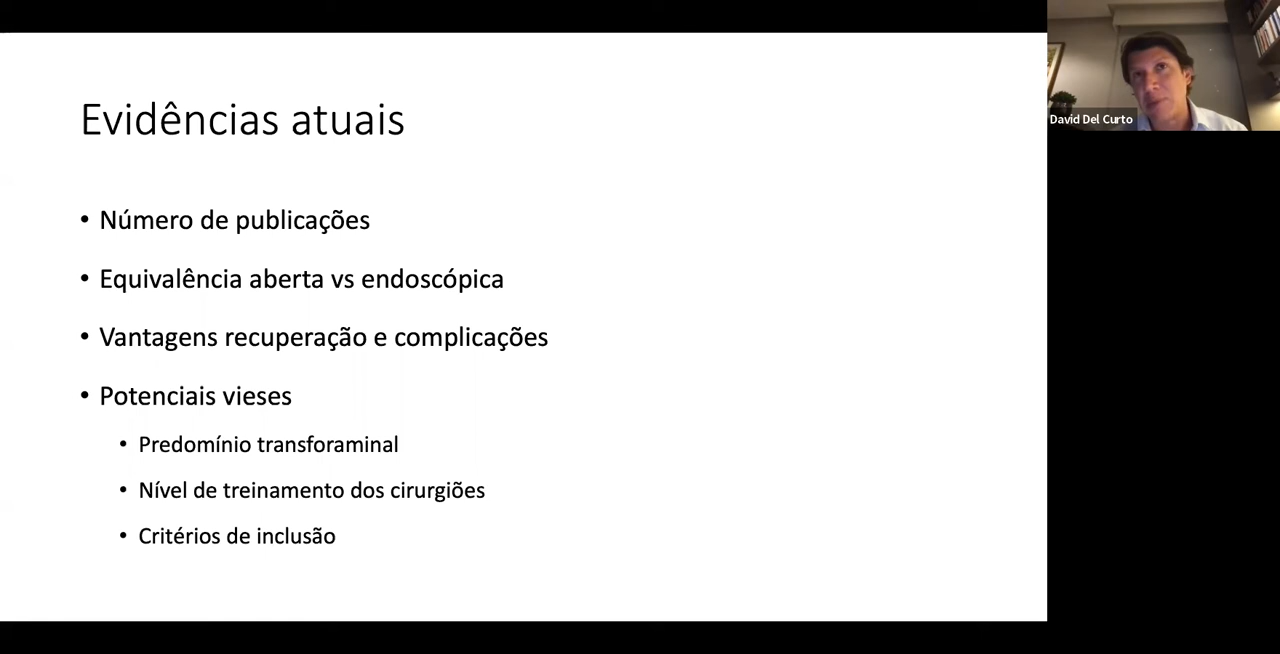 Evidências atuais
• Número de publicações
• Equivalência aberta vs endoscópica
• Vantagens recuperação e complicações
• Potenciais vieses
• Predomínio transforaminal
• Nível de treinamento dos cirurgiões
• Critérios de inclusão
David Del Curto